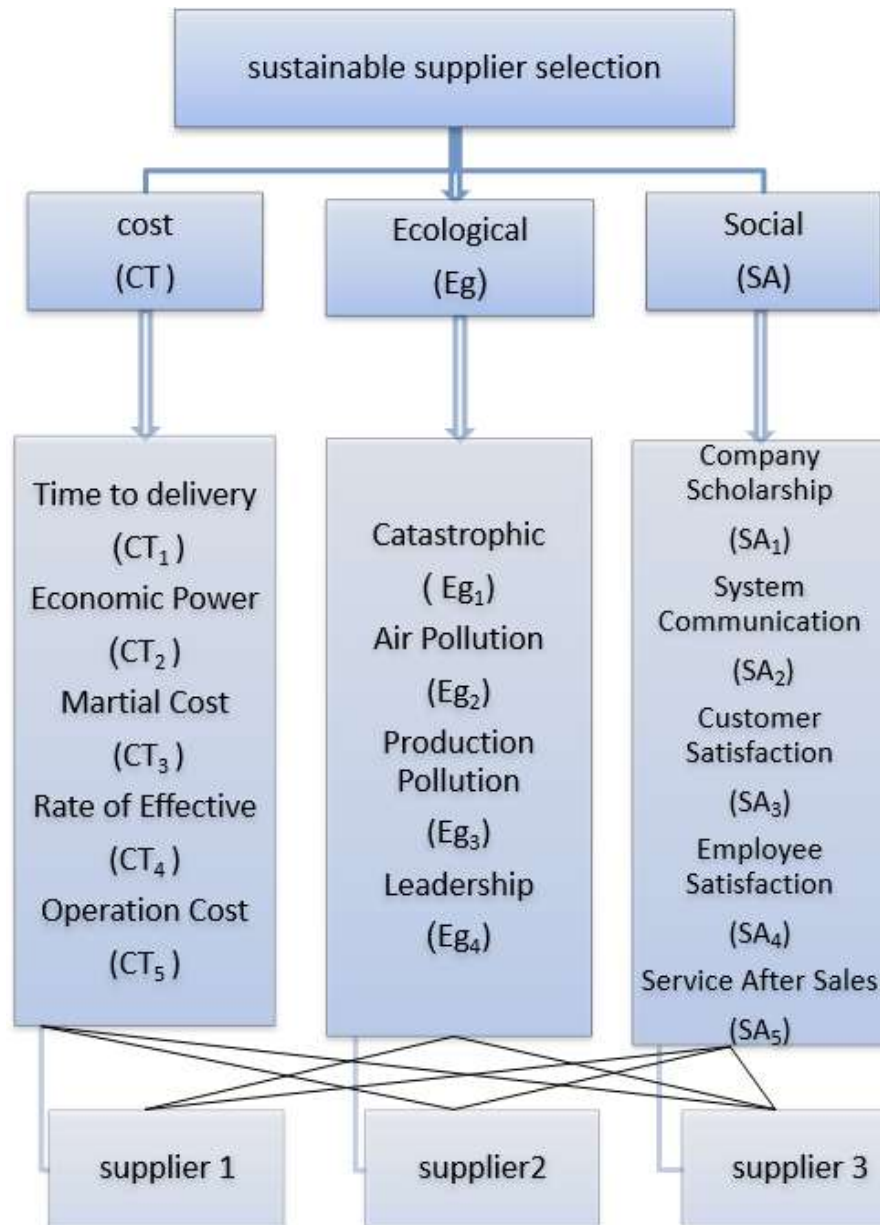 sustainable supplier selection
cost
(CT)
Ecological
(Eg)
Social
(SA)
Time to delivery
(CT₁ )
Economic Power
(CT₂ )
Martial Cost
(CT₃ )
Rate of Effective
(CT₄ )
Operation Cost
(CT₅ )
Catastrophic
( Eg₁)
Air Pollution
(Eg₂)
Production
Pollution
(Eg₃)
Leadership
(Eg₄)
Company
Scholarship
(SA₁)
System
Communication
(SA₂)
Customer
Satisfaction
(SA₃)
Employee
Satisfaction
(SA₄)
Service After Sales
(SA₅)
supplier 1
supplier2
supplier 3